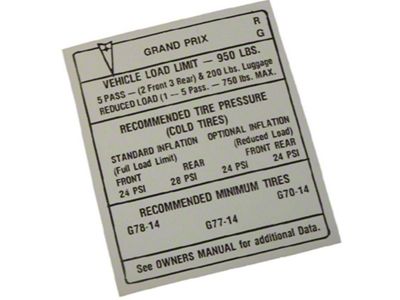 R
GRAND PRIX G
VEHICLE LOAD LIMIT — 950 LBS.
5 PASS — (2 Front 3 Rear) & 200 Lbs. Luggage
REDUCED LOAD (1 — 5 Pass. — 750 lbs. MAX.
RECOMMENDED TIRE PRESSURE
(COLD TIRES)
STANDARD INFLATION OPTIONAL INFLATION
(Full Load Limit) (Reduced Load)
FRONT REAR FRONT REAR
24 PSI 28 PSI 24 PSI 24 PSI
RECOMMENDED MINIMUM TIRES
G78-14 G77-14 G70-14
See OWNERS MANUAL for additional Data.